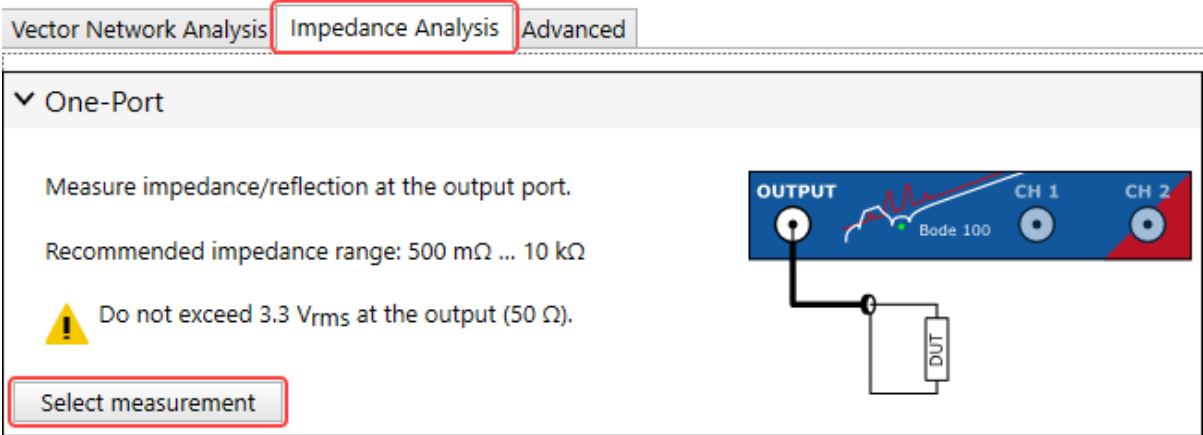 Vector Network Analysis Impedance Analysis Advanced
One-Port
Measure impedance/reflection at the output port.
Recommended impedance range: 500 mΩ ... 10 kΩ
Do not exceed 3.3 Vrms at the output (50 Ω).
Select measurement
OUTPUT CH 1 CH 2
Bode 100
DUT